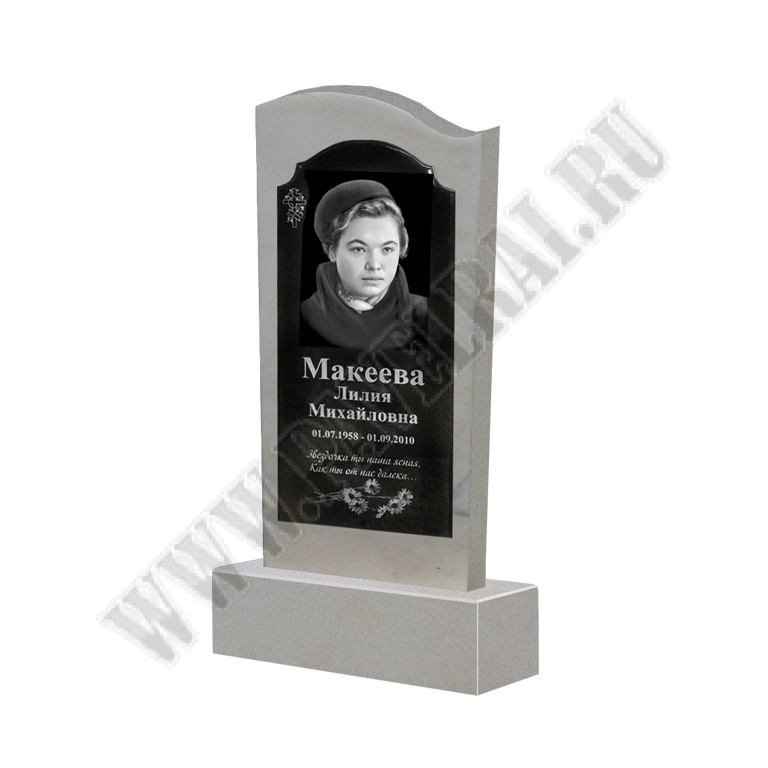 Макеева
Лилия
Михайловна
01.07.1958 - 01.09.2010
Звездочка ты наша ясная,
Как ты от нас далека...